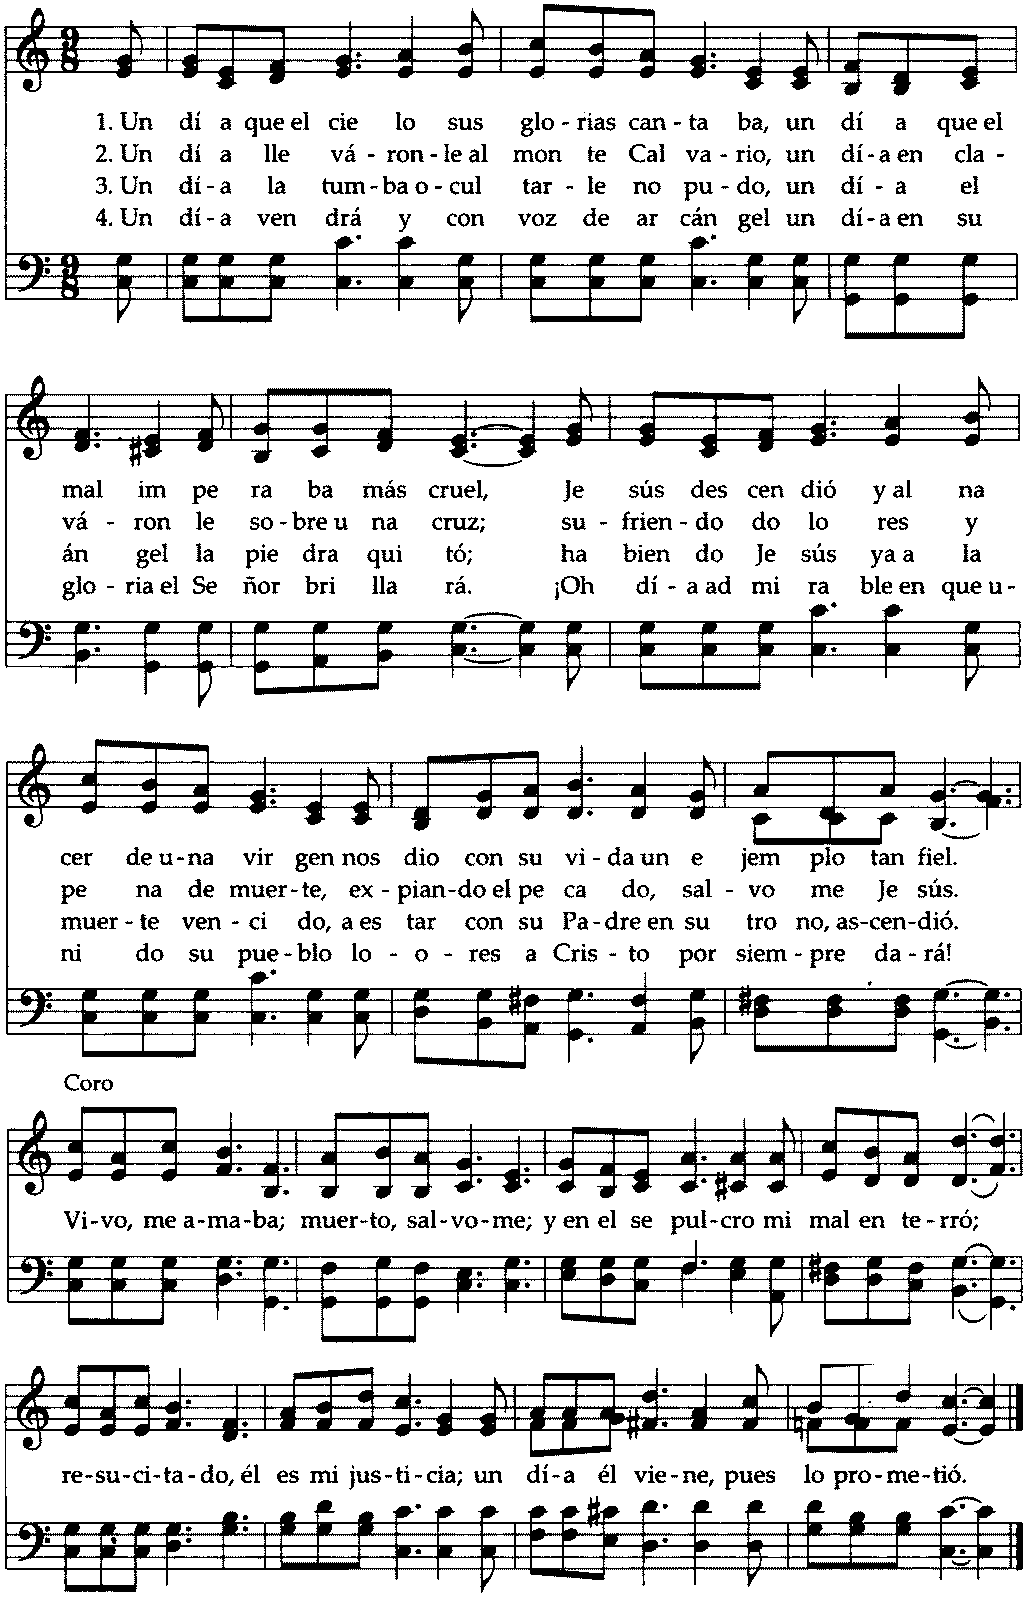 1. Un dí a que el cie lo sus glo - rias can - ta ba, un dí a que el
2. Un dí - a lle vá - ron - le al mon te Cal va - rio, un dí - a en cla -
3. Un dí - a la tum - ba o - cul tar - le no pu - do, un dí - a el
4. Un dí - a ven drá y con voz de ar cán gel un dí - a en su
mal im pe ra ba más cruel, Je sús des cen dió y al na
vá - ron le so - bre u na cruz; su - frien - do do lo res y
án gel la pie dra qui tó; ha bien do Je sús ya a la
glo - ria el Se ñor bri lla rá. ¡Oh dí - a ad mi ra ble en que u -
cer de u - na vir gen nos dio con su vi - da un e jem plo tan fiel.
pe na de muer - te, ex - pian - do el pe ca do, sal - vo me Je sús.
muer - te ven - ci do, a es tar con su Pa - dre en su tro no, as - cen - dió.
ni do su pue - blo lo - o - res a Cris - to por siem - pre da - rá!
Coro
Vi - vo, me a - ma - ba; muer - to, sal - vo - me; y en el se pul - cro mi mal en te - rró;
re - su - ci - ta - do, él es mi jus - ti - cia; un dí - a él vie - ne, pues lo pro - me - tió.